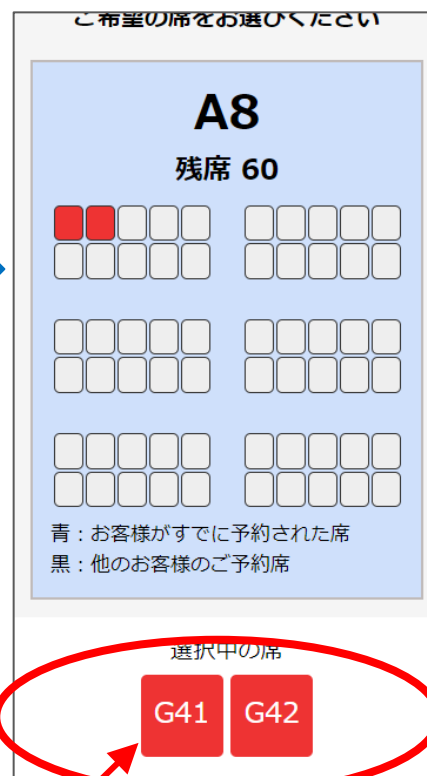 ご希望の席をお選びください
A8
残席 60
青：お客様がすでに予約された席
黒：他のお客様のご予約席
選択中の席
G41 G42